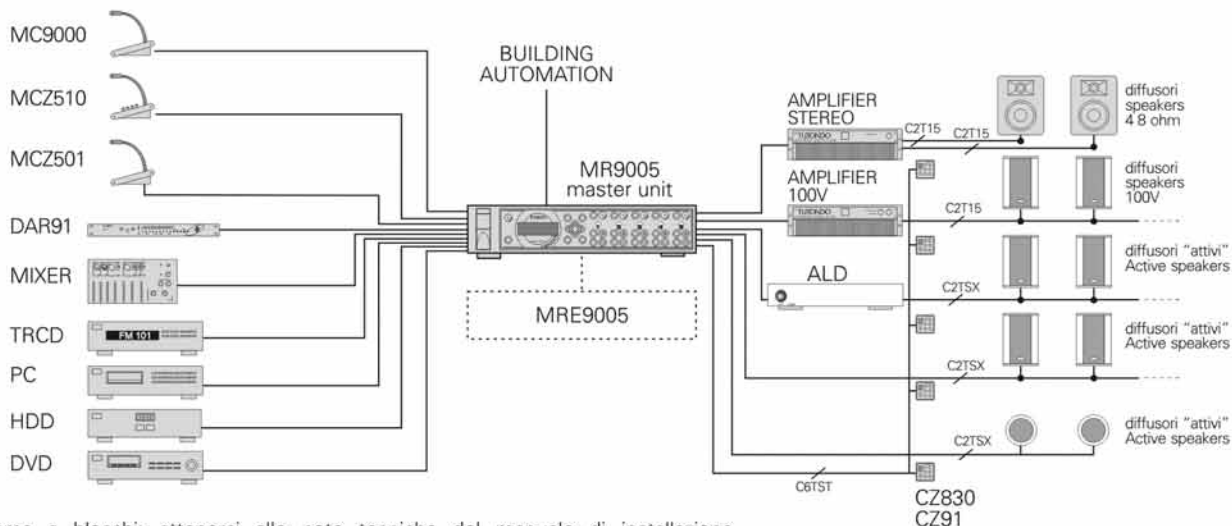 MC9000
MCZ510
MCZ501
DAR91
MIXER
TRCD
FM 101
PC
HDD
DVD
BUILDING
AUTOMATION
MR9005
master unit
MRE9005
AMPLIFIER
STEREO
TUTONDO
AMPLIFIER
100V
TUTONDO
ALD
C2T15
C2T15
C2T15
C2TSX
C2TSX
C2TSX
C6TST
CZ830
CZ91
diffusori
speakers
4 8 ohm
diffusori
speakers
100V
diffusori "attivi"
Active speakers
diffusori "attivi"
Active speakers
diffusori "attivi"
Active speakers